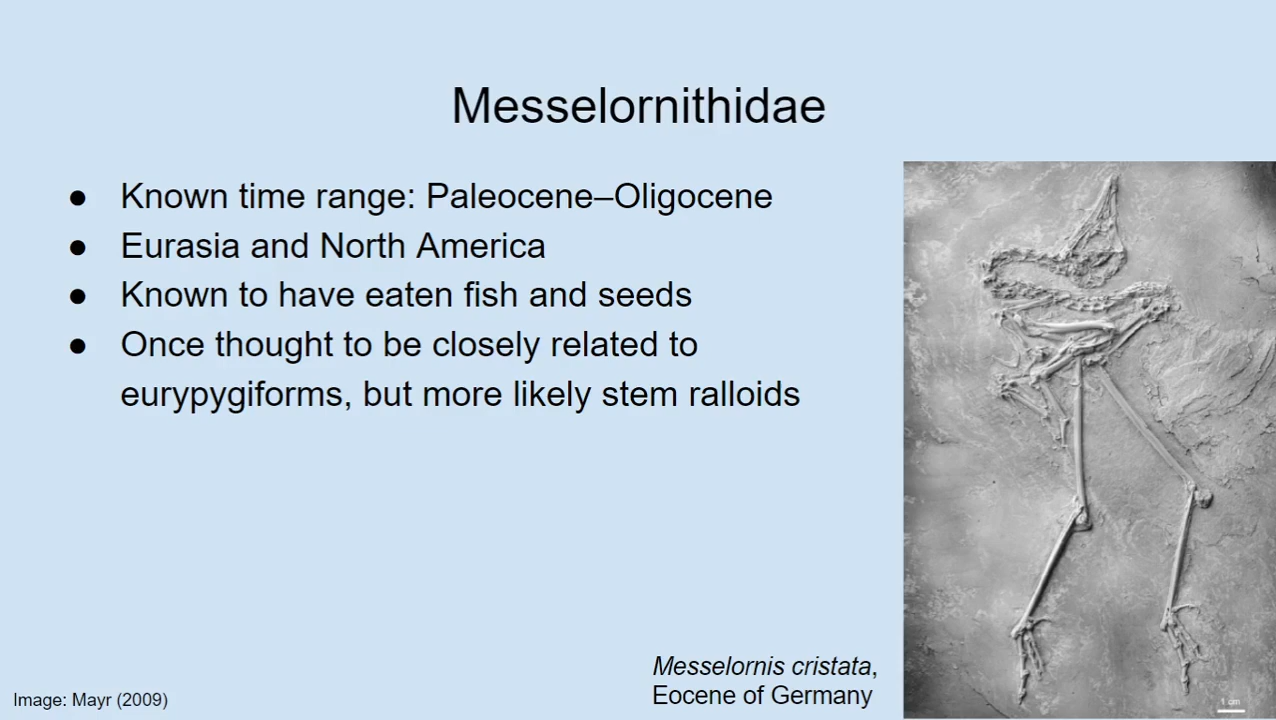 Messelornithidae
● Known time range: Paleocene–Oligocene
● Eurasia and North America
● Known to have eaten fish and seeds
● Once thought to be closely related to
eurypygiforms, but more likely stem ralloids
Messelornis cristata,
Eocene of Germany
Image: Mayr (2009)
1 cm